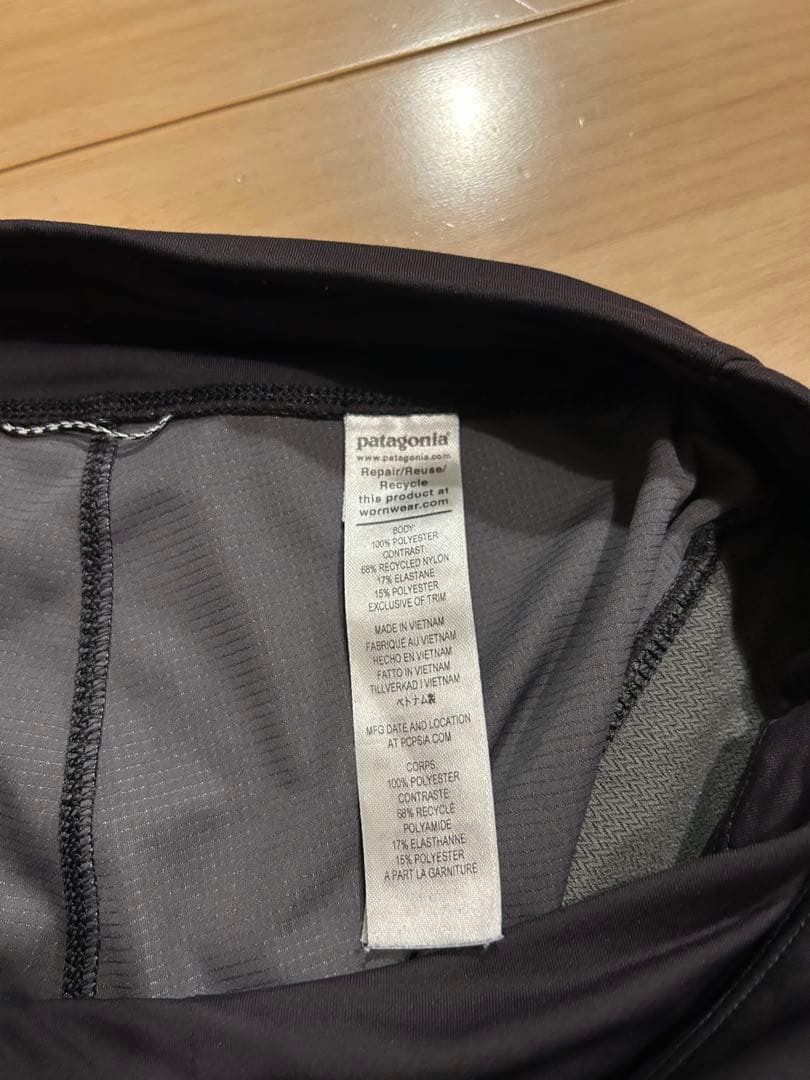 patagonia®
www.patagonia.com
Repair/Reuse/
Recycle
this product at
wornwear.com
BODY:
100% POLYESTER
CONTRAST:
68% RECYCLED NYLON
17% ELASTANE
15% POLYESTER
EXCLUSIVE OF TRIM
MADE IN VIETNAM
FABRIQUÉ AU VIETNAM
HECHO EN VIETNAM
FATTO IN VIETNAM
TILLVERKAD I VIETNAM
ベトナム製
MFG DATE AND LOCATION
AT PCPSIA.COM
CORPS:
100% POLYESTER
CONTRASTE:
68% RECYCLÉ
POLYAMIDE
17% ELASTHANNE
15% POLYESTER
A PART LA GARNITURE